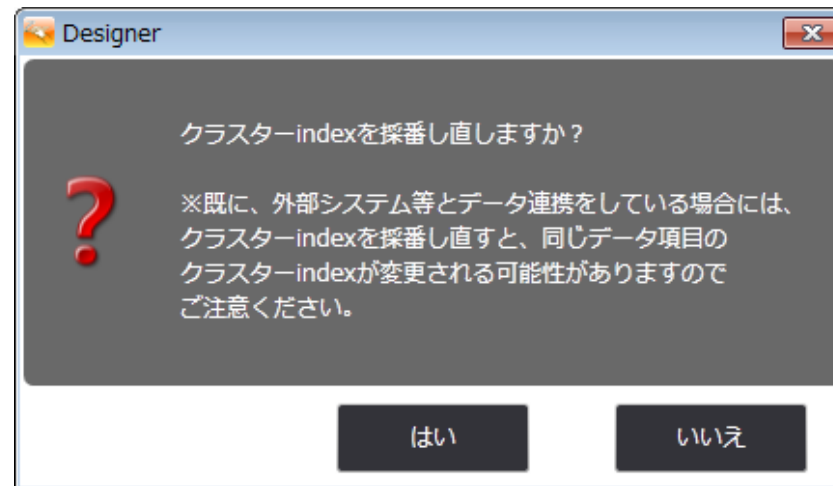 Designer
クラスターindexを採番し直しますか？
※既に、外部システム等とデータ連携をしている場合には、
クラスターindexを採番し直すと、同じデータ項目の
クラスターindexが変更される可能性がありますので
ご注意ください。
はい
いいえ